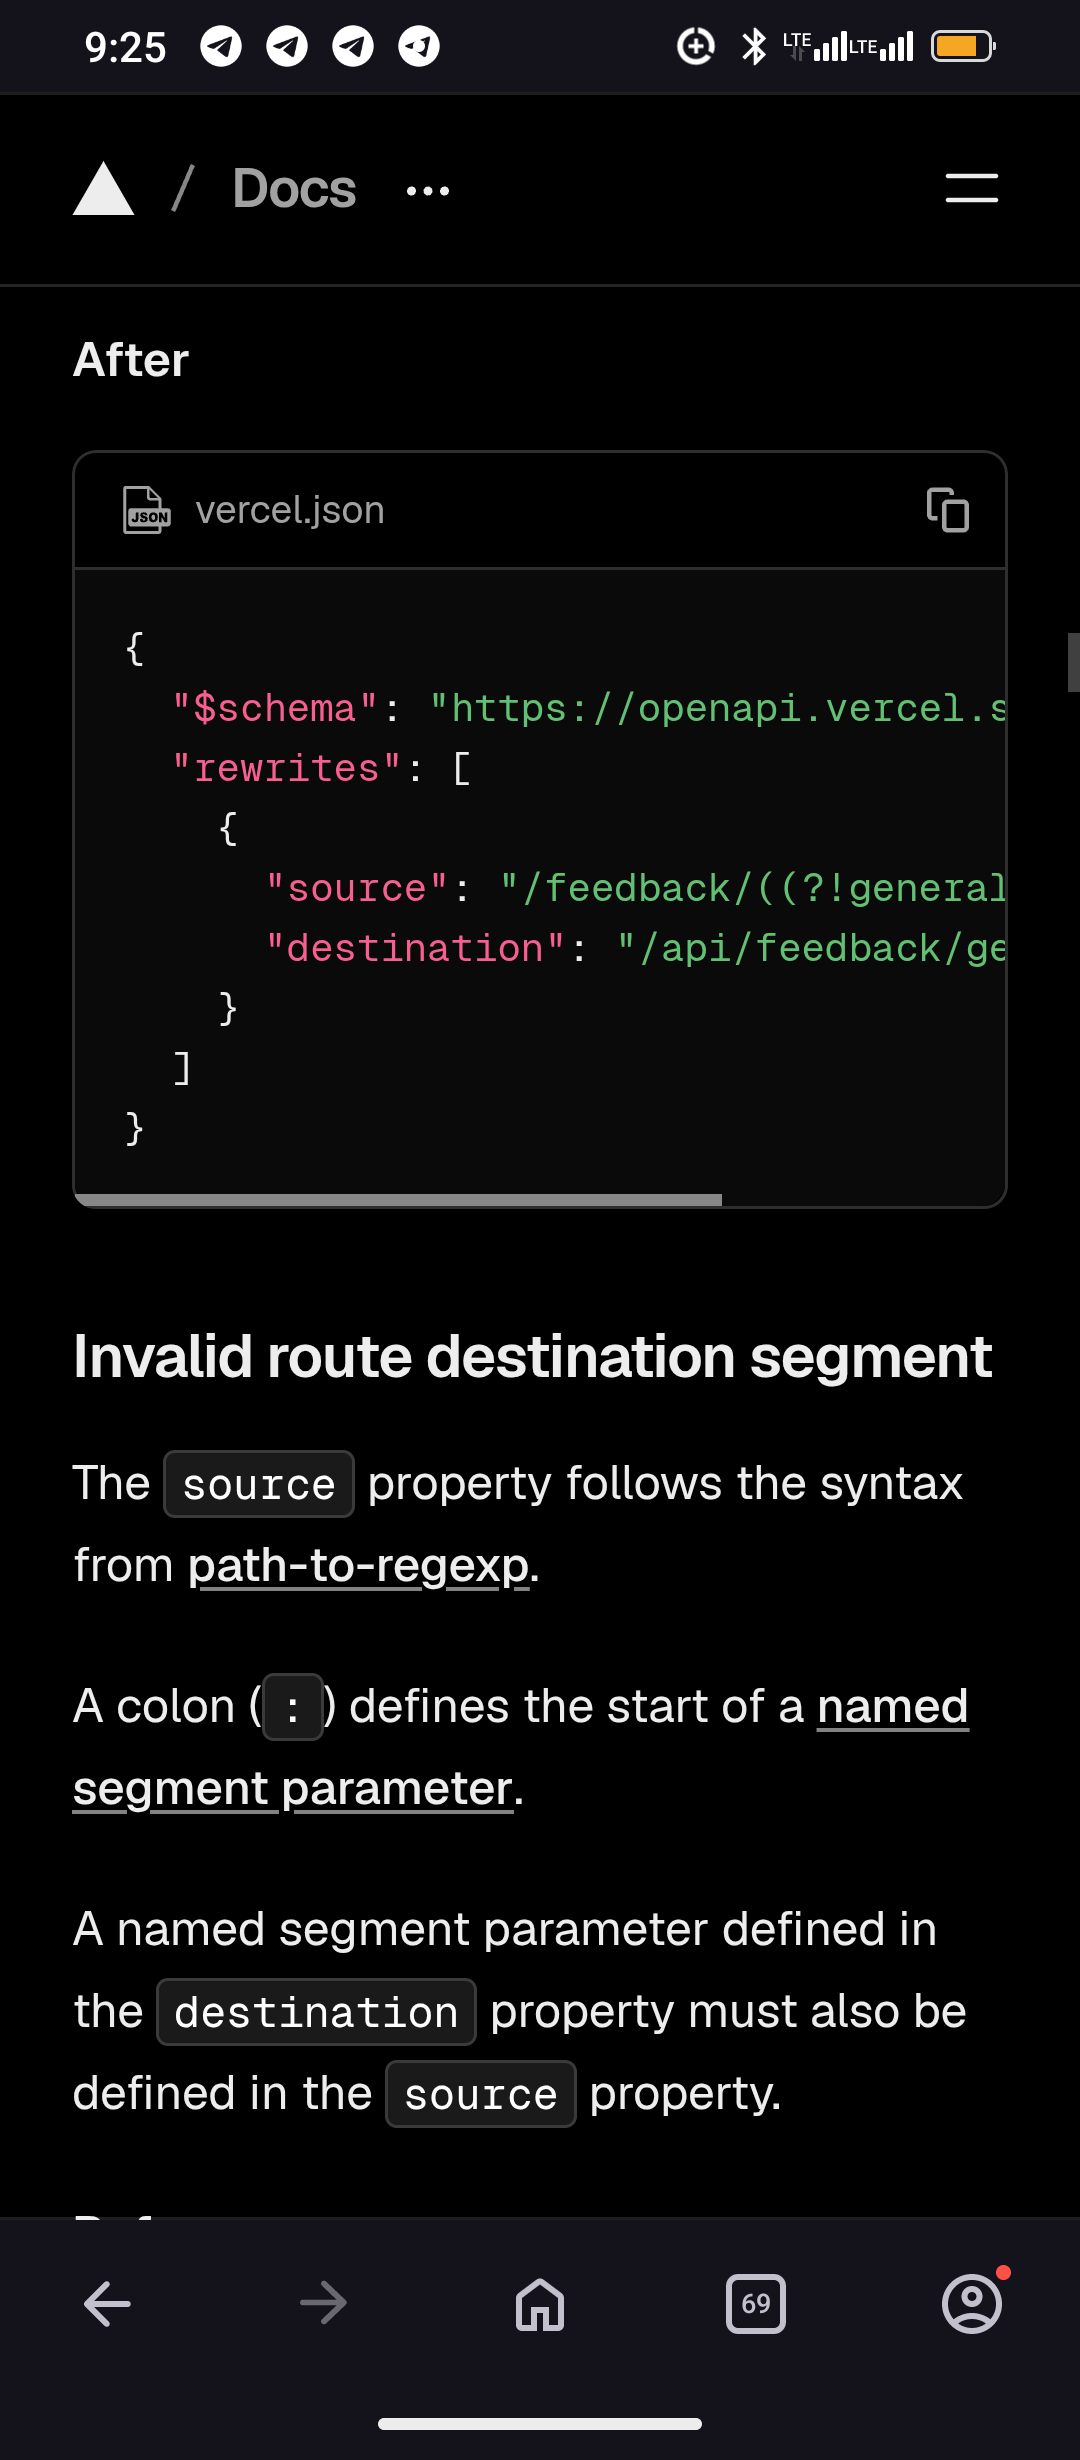 9:25 LTE LTE
/ Docs ...
After
JSON vercel.json
{
"$schema": "https://openapi.vercel.s
"rewrites": [
{
"source": "/feedback/((?!general
"destination": "/api/feedback/ge
}
]
}
Invalid route destination segment
The source property follows the syntax
from path-to-regexp.
A colon (:) defines the start of a named
segment parameter.
A named segment parameter defined in
the destination property must also be
defined in the source property.
69